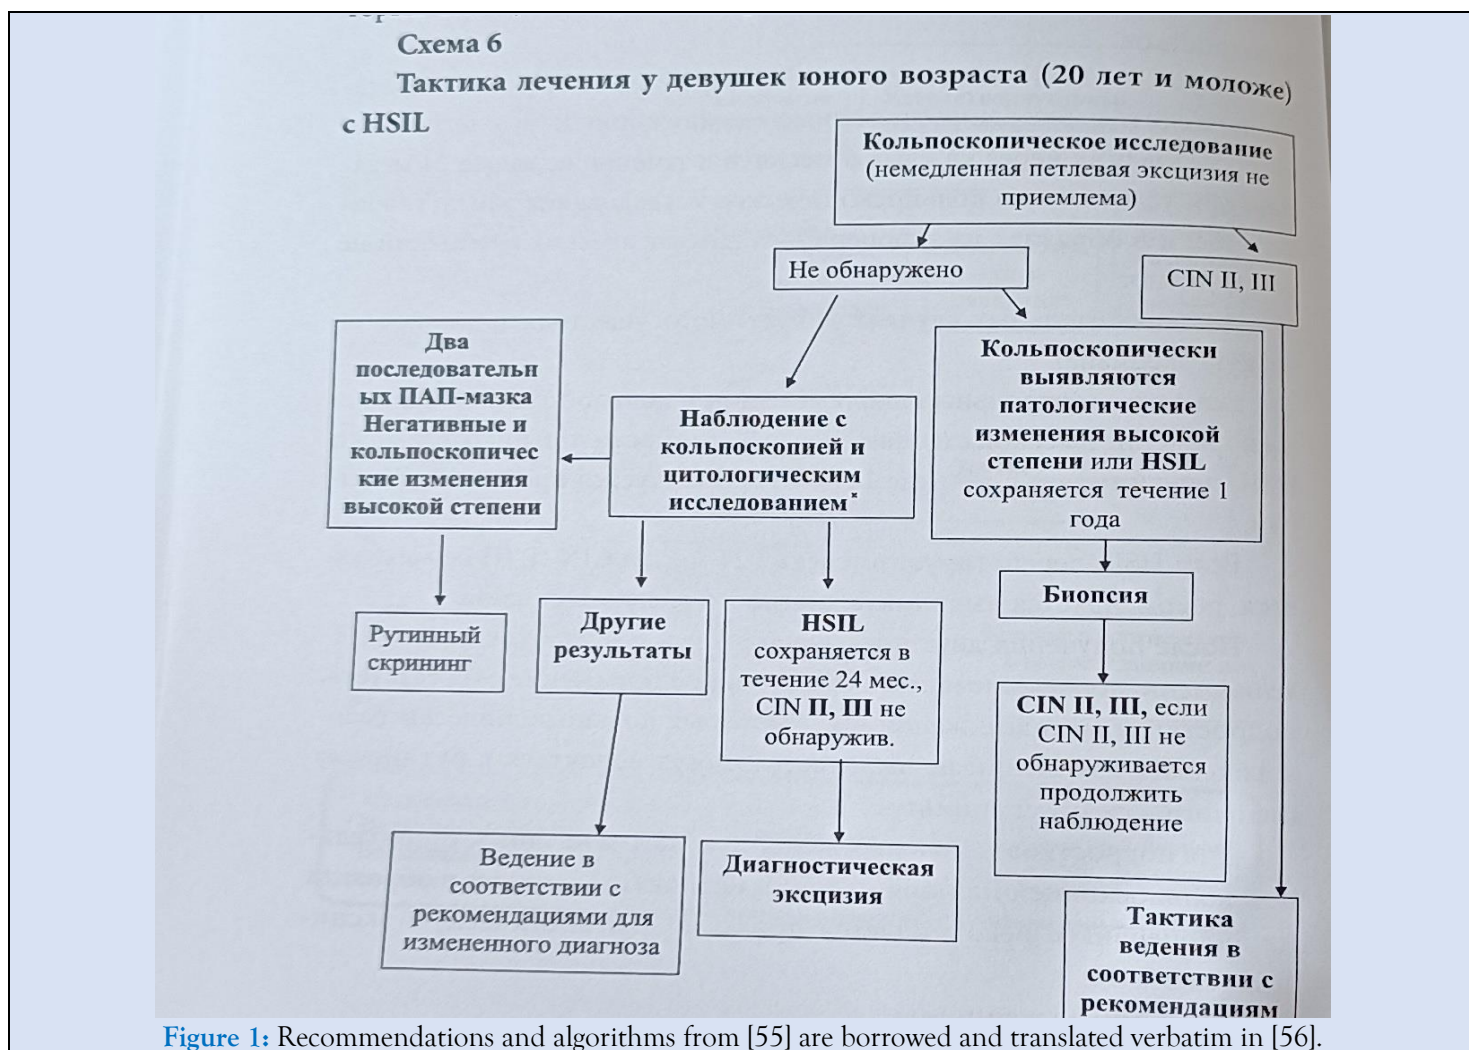 Схема 6
Тактика лечения у девушек юного возраста (20 лет и моложе)
с HSIL
Кольпоскопическое исследование
(немедленная петлевая эксцизия не
приемлема)
Не обнаружено
CIN II, III
Два
последовательн
ых ПАП-мазка
Негативные и
кольпоскопичес
кие изменения
высокой степени
Наблюдение с
кольпоскопией и
цитологическим
исследованием*
Кольпоскопически
выявляются
патологические
изменения высокой
степени или HSIL
сохраняется течение 1
года
Биопсия
Рутинный
скрининг
Другие
результаты
HSIL
сохраняется в
течение 24 мес.,
CIN II, III не
обнаружив.
CIN II, III, если
CIN II, III не
обнаруживается
продолжить
наблюдение
Ведение в
соответствии с
рекомендациями для
измененного диагноза
Диагностическая
эксцизия
Тактика
ведения в
соответствии с
рекомендациям
Figure 1: Recommendations and algorithms from [55] are borrowed and translated verbatim in [56].